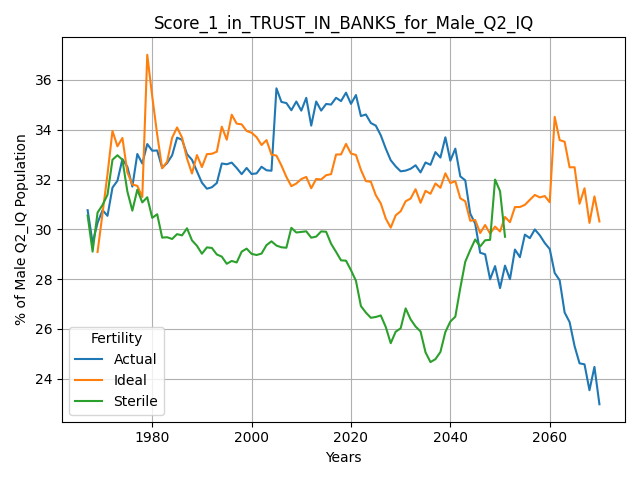 Score_1_in_TRUST_IN_BANKS_for_Male_Q2_IQ
% of Male Q2_IQ Population
36
34
32
30
28
26
24
Fertility
Actual
Ideal
Sterile
1980
2000
2020
2040
2060
Years